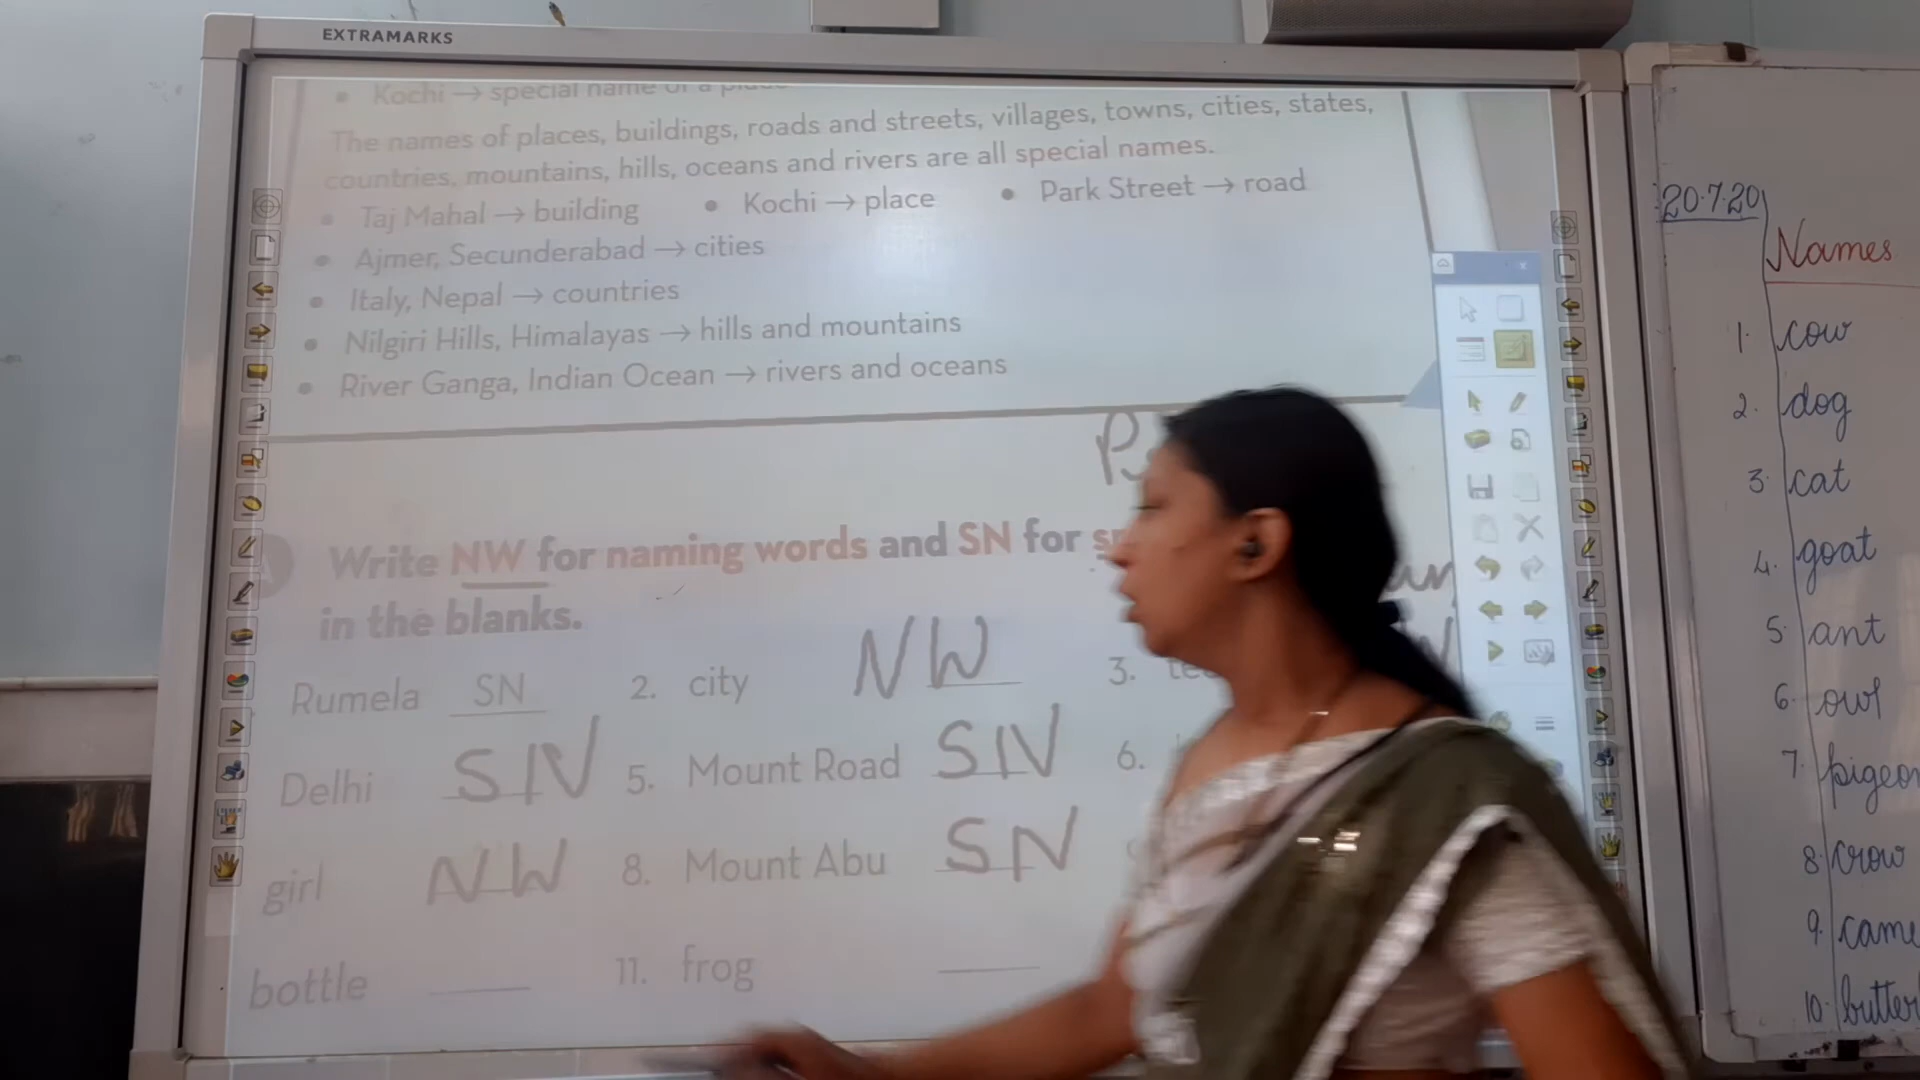 EXTRAMARKS
Kochi → special name of a
The names of places, buildings, roads and streets, villages, towns, cities, states,
countries, mountains, hills, oceans and rivers are all special names.
• Taj Mahal → building • Kochi → place • Park Street → road
• Ajmer, Secunderabad → cities
• Italy, Nepal → countries
• Nilgiri Hills, Himalayas → hills and mountains
• River Ganga, Indian Ocean → rivers and oceans
A Write NW for naming words and SN for
in the blanks.
Rumela SN 2. city NW 3.
Delhi SN 5. Mount Road SN 6.
girl NW 8. Mount Abu SN
bottle 11. frog
20.7.20
Names
1. cow
2. dog
3. cat
4. goat
5. ant
6. owl
7. pigeon
8. crow
9. came
10. butter